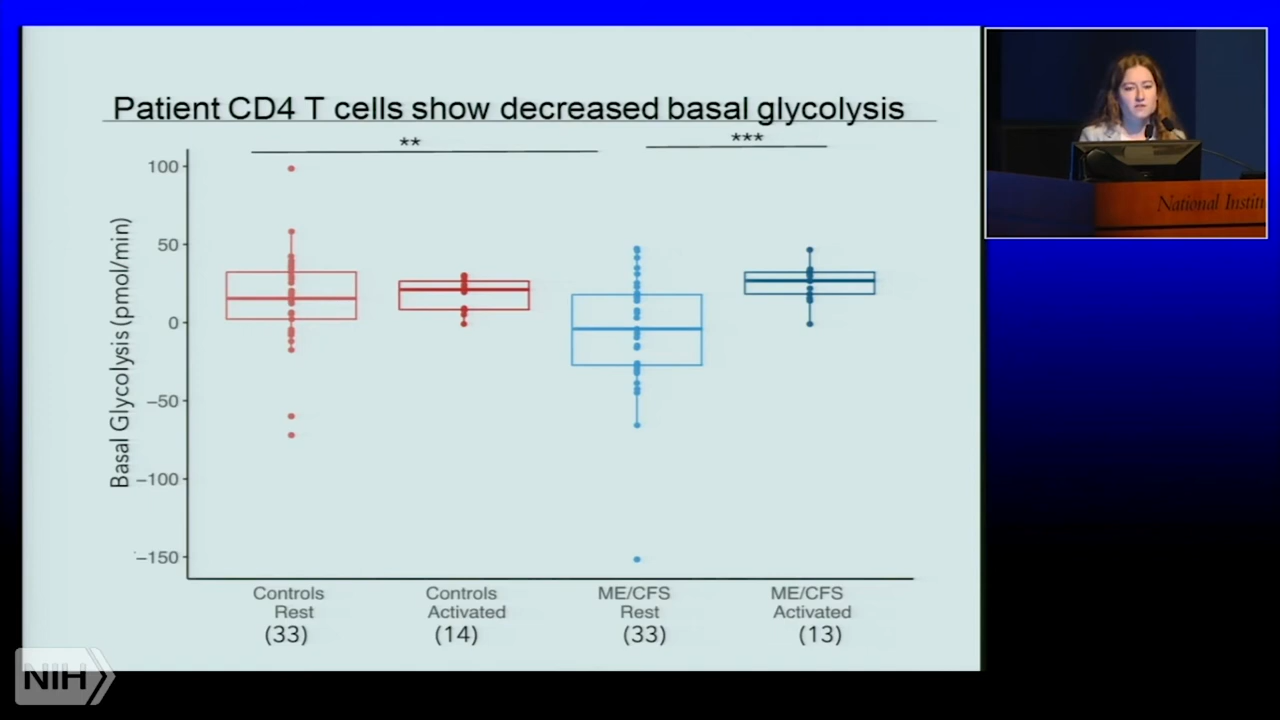 Patient CD4 T cells show decreased basal glycolysis
**
***
100
50
0
−50
−100
−150
Basal Glycolysis (pmol/min)
Controls Rest (33)
Controls Activated (14)
ME/CFS Rest (33)
ME/CFS Activated (13)
National Instit
NIH